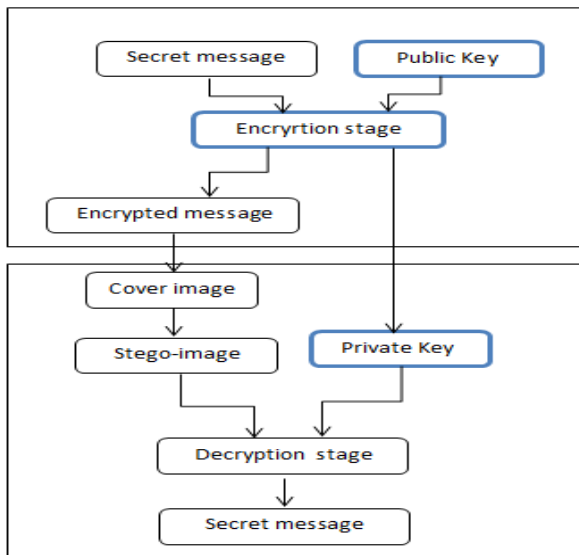 Secret message
Public Key
Encryrtion stage
Encrypted message
Cover image
Stego-image
Private Key
Decryption stage
Secret message